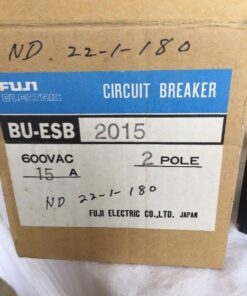 ND. 22-1-180
FUJI ELECTRIC CIRCUIT BREAKER
BU-ESB 2015
600VAC 2 POLE
15 A
ND 22-1-180
FUJI ELECTRIC CO.,LTD. JAPAN